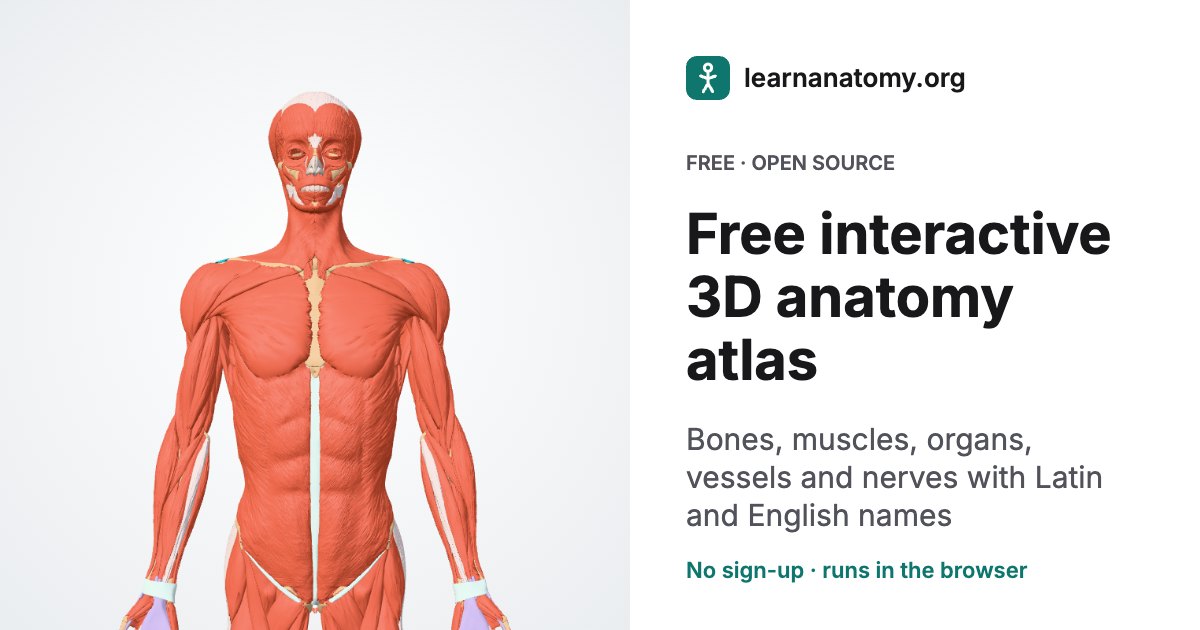 learnanatomy.org
FREE · OPEN SOURCE
Free interactive
3D anatomy
atlas
Bones, muscles, organs,
vessels and nerves with Latin
and English names
No sign-up · runs in the browser